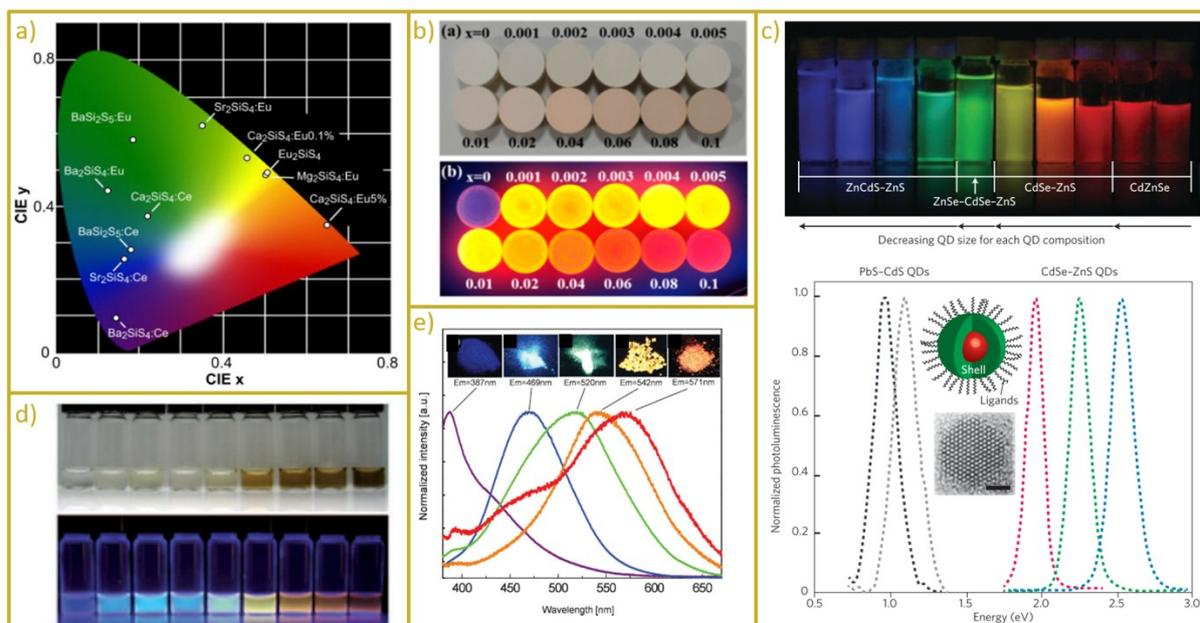 a)
0.8
0.4
0
CIE y
BaSi₂S₅:Eu
Sr₂SiS₄:Eu
Ca₂SiS₄:Eu0.1%
Eu₂SiS₄
Mg₂SiS₄:Eu
Ba₂SiS₄:Eu
Ca₂SiS₄:Ce
Ca₂SiS₄:Eu5%
BaSi₂S₅:Ce
Sr₂SiS₄:Ce
Ba₂SiS₄:Ce
0 0.4 0.8
CIE x
b)
(a) x=0 0.001 0.002 0.003 0.004 0.005
0.01 0.02 0.04 0.06 0.08 0.1
(b) x=0 0.001 0.002 0.003 0.004 0.005
0.01 0.02 0.04 0.06 0.08 0.1
c)
ZnCdS–ZnS
ZnSe–CdSe–ZnS
CdSe–ZnS
CdZnSe
Decreasing QD size for each QD composition
PbS–CdS QDs CdSe–ZnS QDs
1.0
0.8
0.6
0.4
0.2
0
Normalized photoluminescence
Shell
Ligands
0.5 1.0 1.5 2.0 2.5 3.0
Energy (eV)
d)
e)
Em=387nm Em=469nm Em=520nm Em=542nm Em=571nm
Normalized intensity [a.u.]
400 450 500 550 600 650
Wavelength [nm]